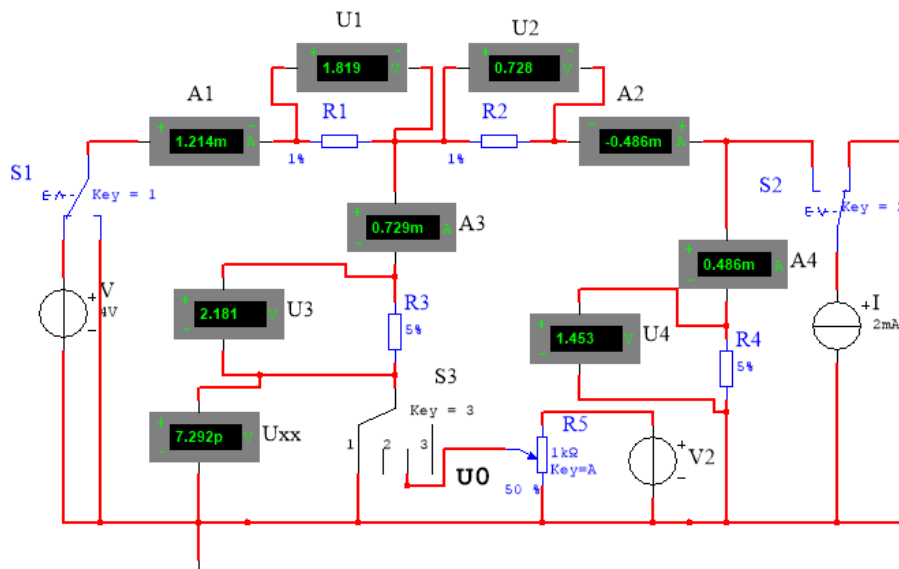 U1
U2
+ 1.819 − V
+ 0.728 − V
A1
R1
R2
A2
+ 1.214m − A
− -0.486m + A
1%
1%
S1
Key = 1
S2
+ 0.729m − A
A3
+ 0.486m − A
A4
V
4V
+ 2.181 − V
U3
R3
5%
+ 1.453 − V
U4
R4
5%
I
2mA
S3
Key = 3
+ 7.292p − V
Uxx
1 2 3
U0
R5
1kΩ
Key=A
50 %
V2